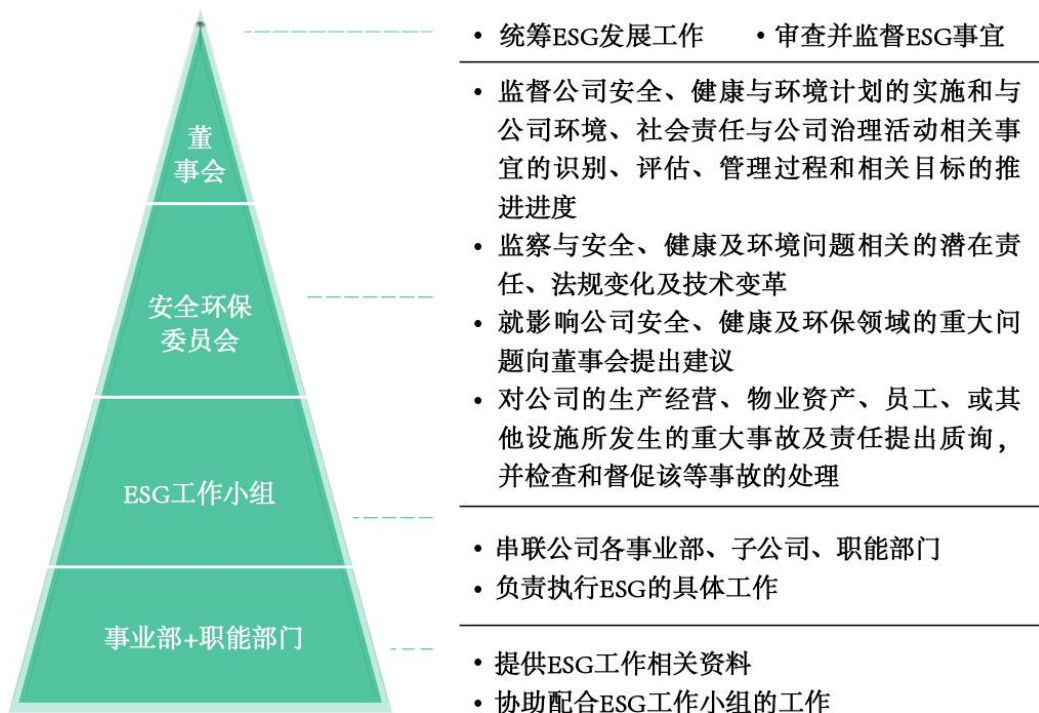 • 统筹ESG发展工作 • 审查并监督ESG事宜
董
事会
• 监督公司安全、健康与环境计划的实施和与
公司环境、社会责任与公司治理活动相关事
宜的识别、评估、管理过程和相关目标的推
进进度
• 监察与安全、健康及环境问题相关的潜在责
任、法规变化及技术变革
• 就影响公司安全、健康及环保领域的重大问
题向董事会提出建议
• 对公司的生产经营、物业资产、员工、或其
他设施所发生的重大事故及责任提出质询，
并检查和督促该等事故的处理
安全环保
委员会
ESG工作小组
• 串联公司各事业部、子公司、职能部门
• 负责执行ESG的具体工作
事业部+职能部门
• 提供ESG工作相关资料
• 协助配合ESG工作小组的工作